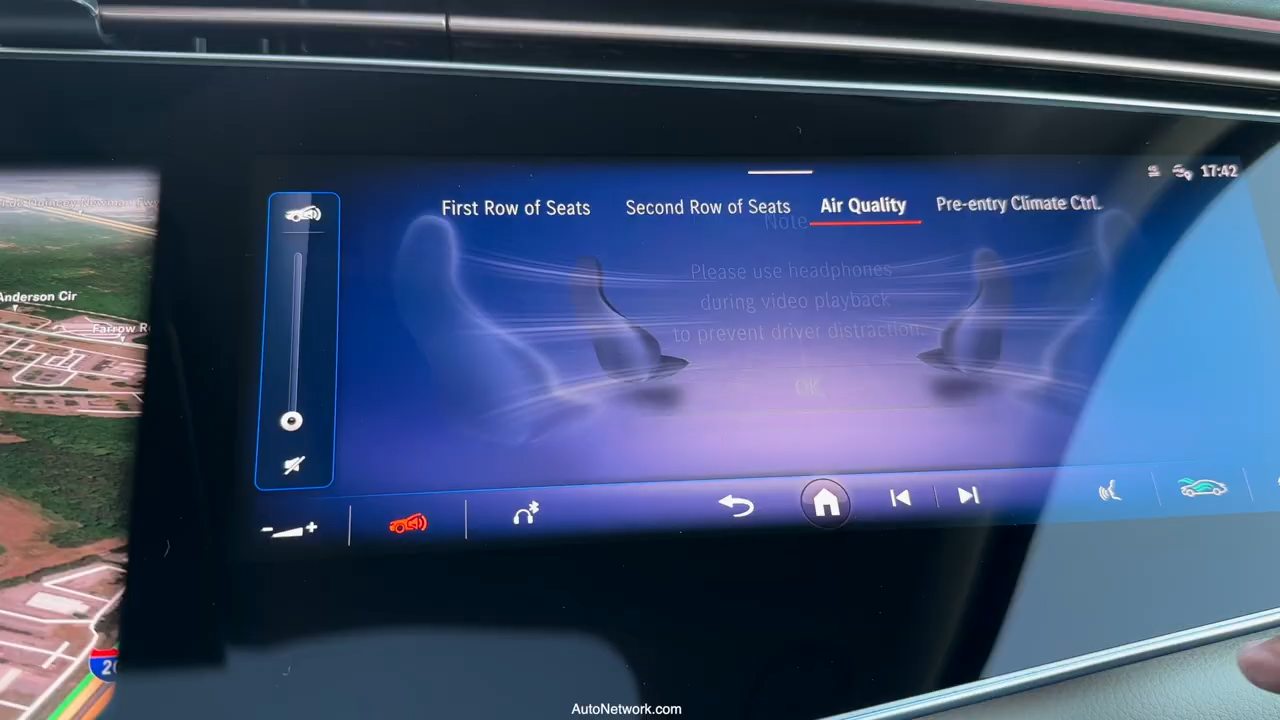 17:42
First Row of Seats
Second Row of Seats
Air Quality
Pre-entry Climate Ctrl.
Note
Please use headphones
during video playback
to prevent driver distraction.
OK
Anderson Cir
Farrow R
20
AutoNetwork.com